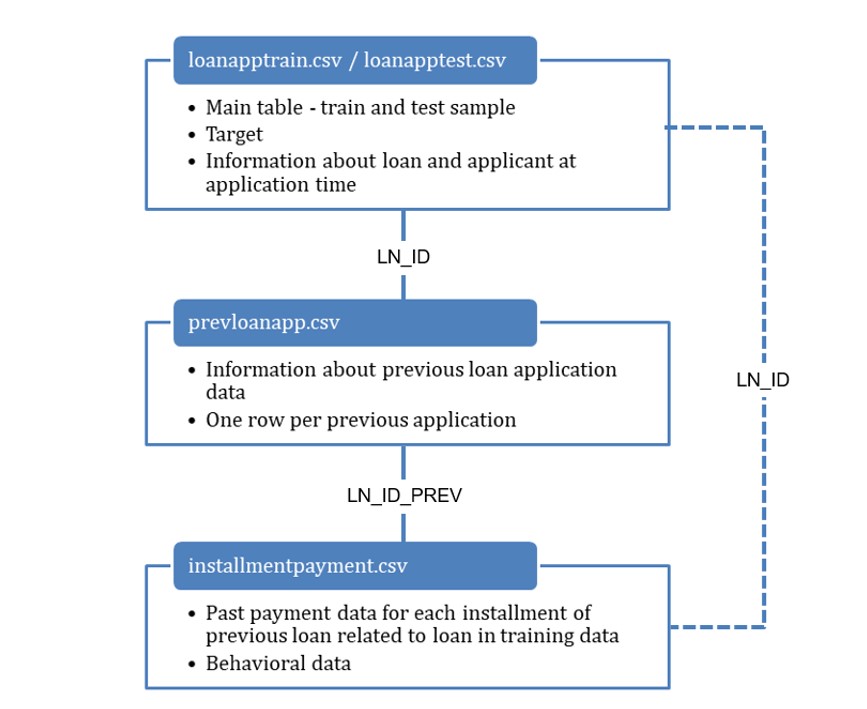 loanapptrain.csv / loanapptest.csv
• Main table - train and test sample
• Target
• Information about loan and applicant at
application time
LN_ID
prevloanapp.csv
• Information about previous loan application
data
• One row per previous application
LN_ID
LN_ID_PREV
installmentpayment.csv
• Past payment data for each installment of
previous loan related to loan in training data
• Behavioral data